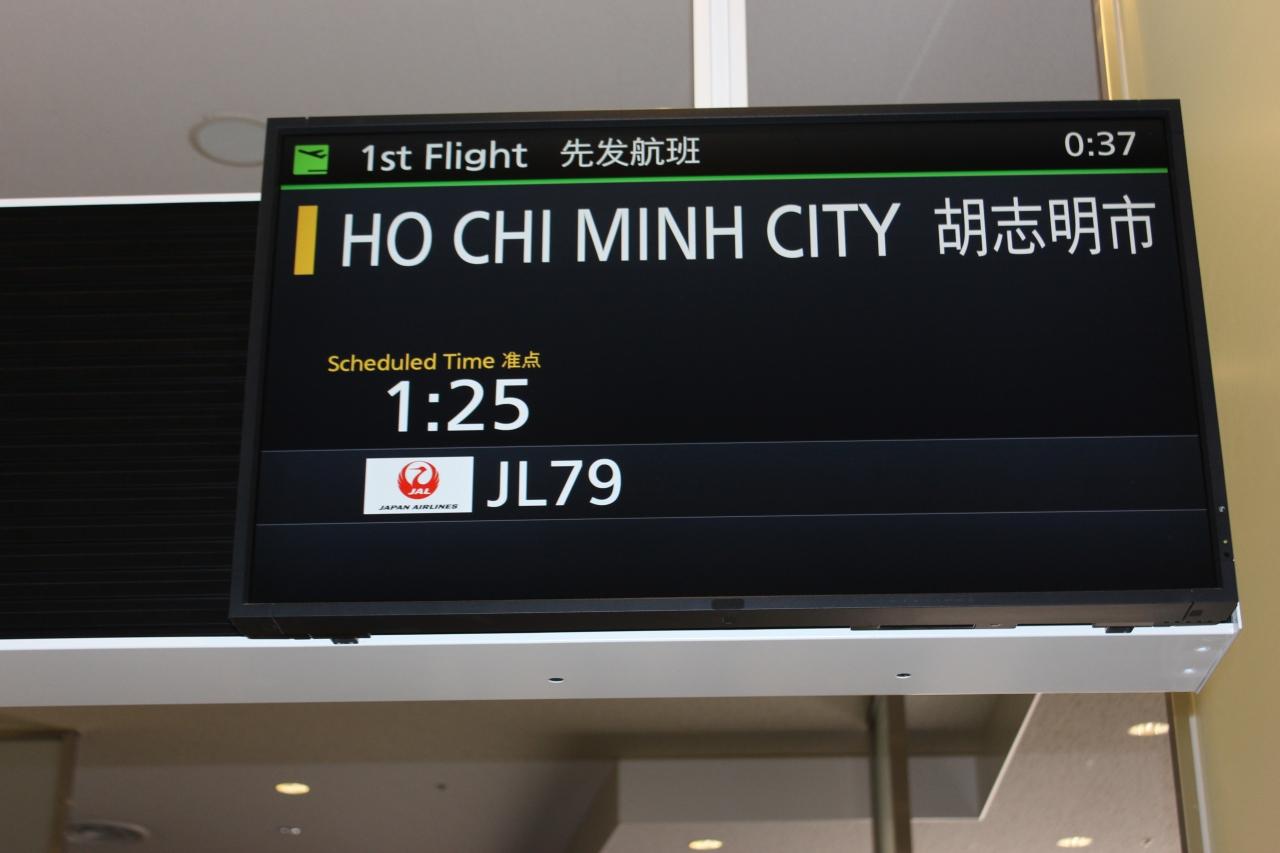 1st Flight 先发航班 0:37
HO CHI MINH CITY 胡志明市
Scheduled Time 准点
1:25
JAL
JAPAN AIRLINES
JL79